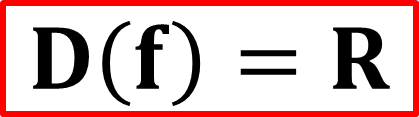 D(f) = R